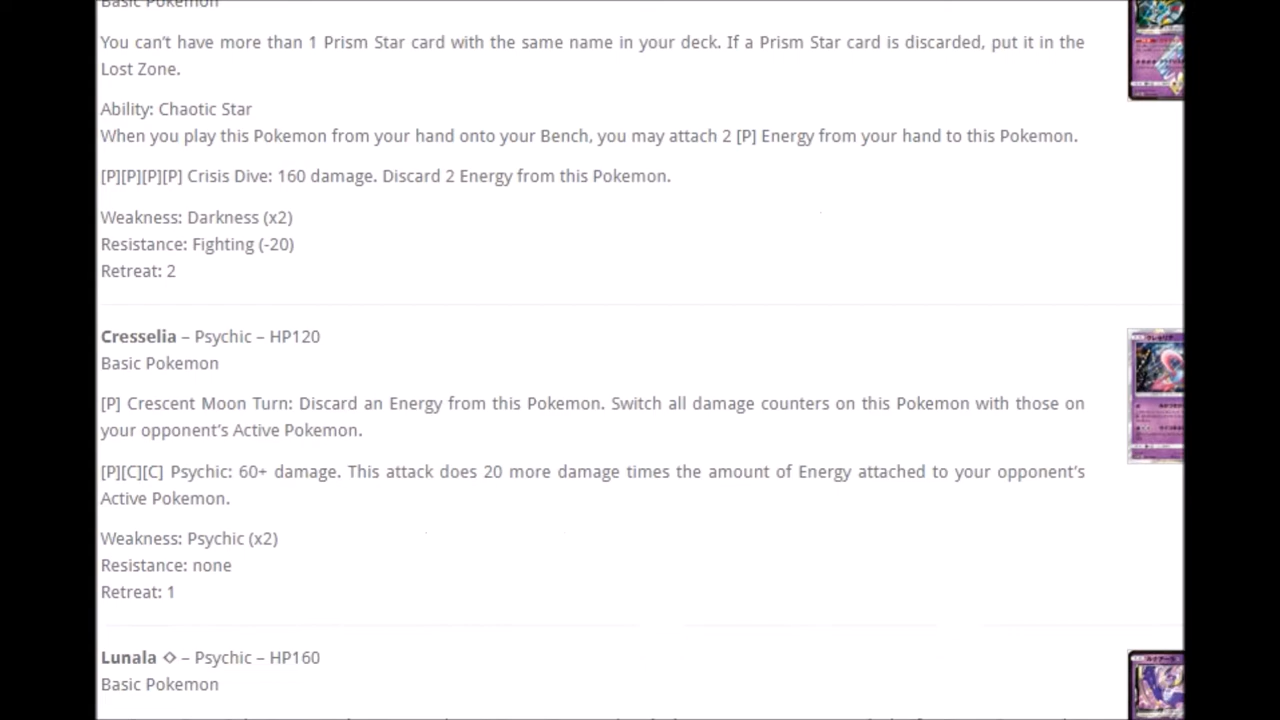 Basic Pokemon
You can't have more than 1 Prism Star card with the same name in your deck. If a Prism Star card is discarded, put it in the
Lost Zone.
Ability: Chaotic Star
When you play this Pokemon from your hand onto your Bench, you may attach 2 [P] Energy from your hand to this Pokemon.
[P][P][P][P] Crisis Dive: 160 damage. Discard 2 Energy from this Pokemon.
Weakness: Darkness (x2)
Resistance: Fighting (-20)
Retreat: 2
Cresselia – Psychic – HP120
Basic Pokemon
[P] Crescent Moon Turn: Discard an Energy from this Pokemon. Switch all damage counters on this Pokemon with those on
your opponent's Active Pokemon.
[P][C][C] Psychic: 60+ damage. This attack does 20 more damage times the amount of Energy attached to your opponent's
Active Pokemon.
Weakness: Psychic (x2)
Resistance: none
Retreat: 1
Lunala ◇ – Psychic – HP160
Basic Pokemon